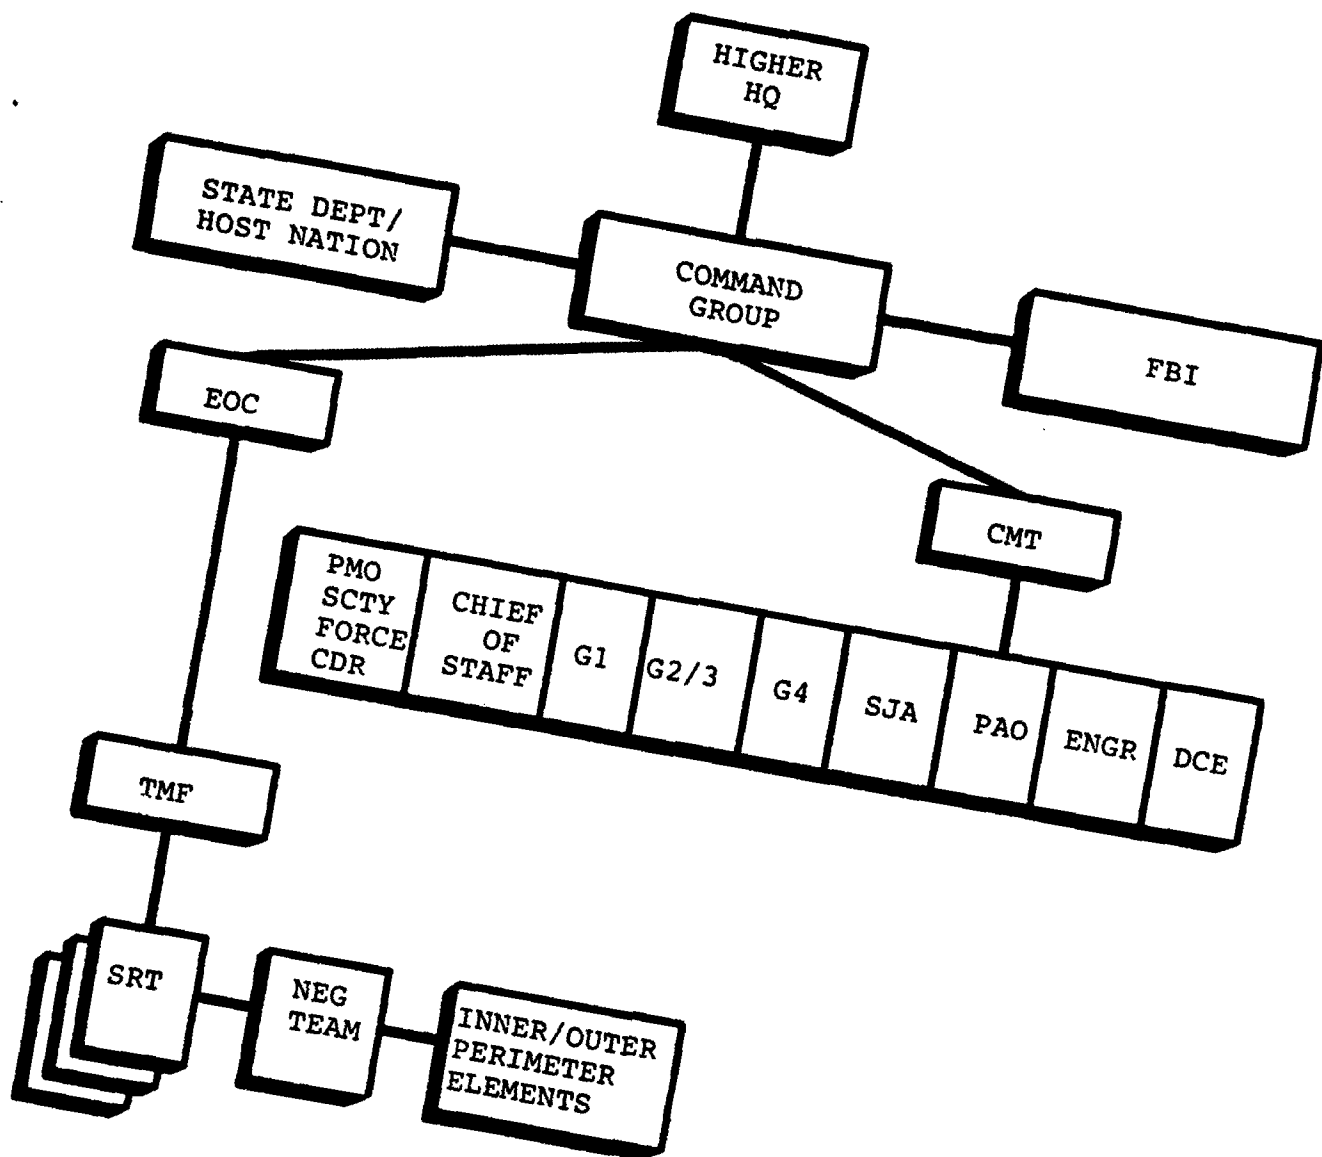 HIGHER
HQ
STATE DEPT/
HOST NATION
COMMAND
GROUP
FBI
EOC
CMT
PMO
SCTY
FORCE
CDR
CHIEF
OF
STAFF
G1
G2/3
G4
SJA
PAO
ENGR
DCE
TMF
SRT
NEG
TEAM
INNER/OUTER
PERIMETER
ELEMENTS